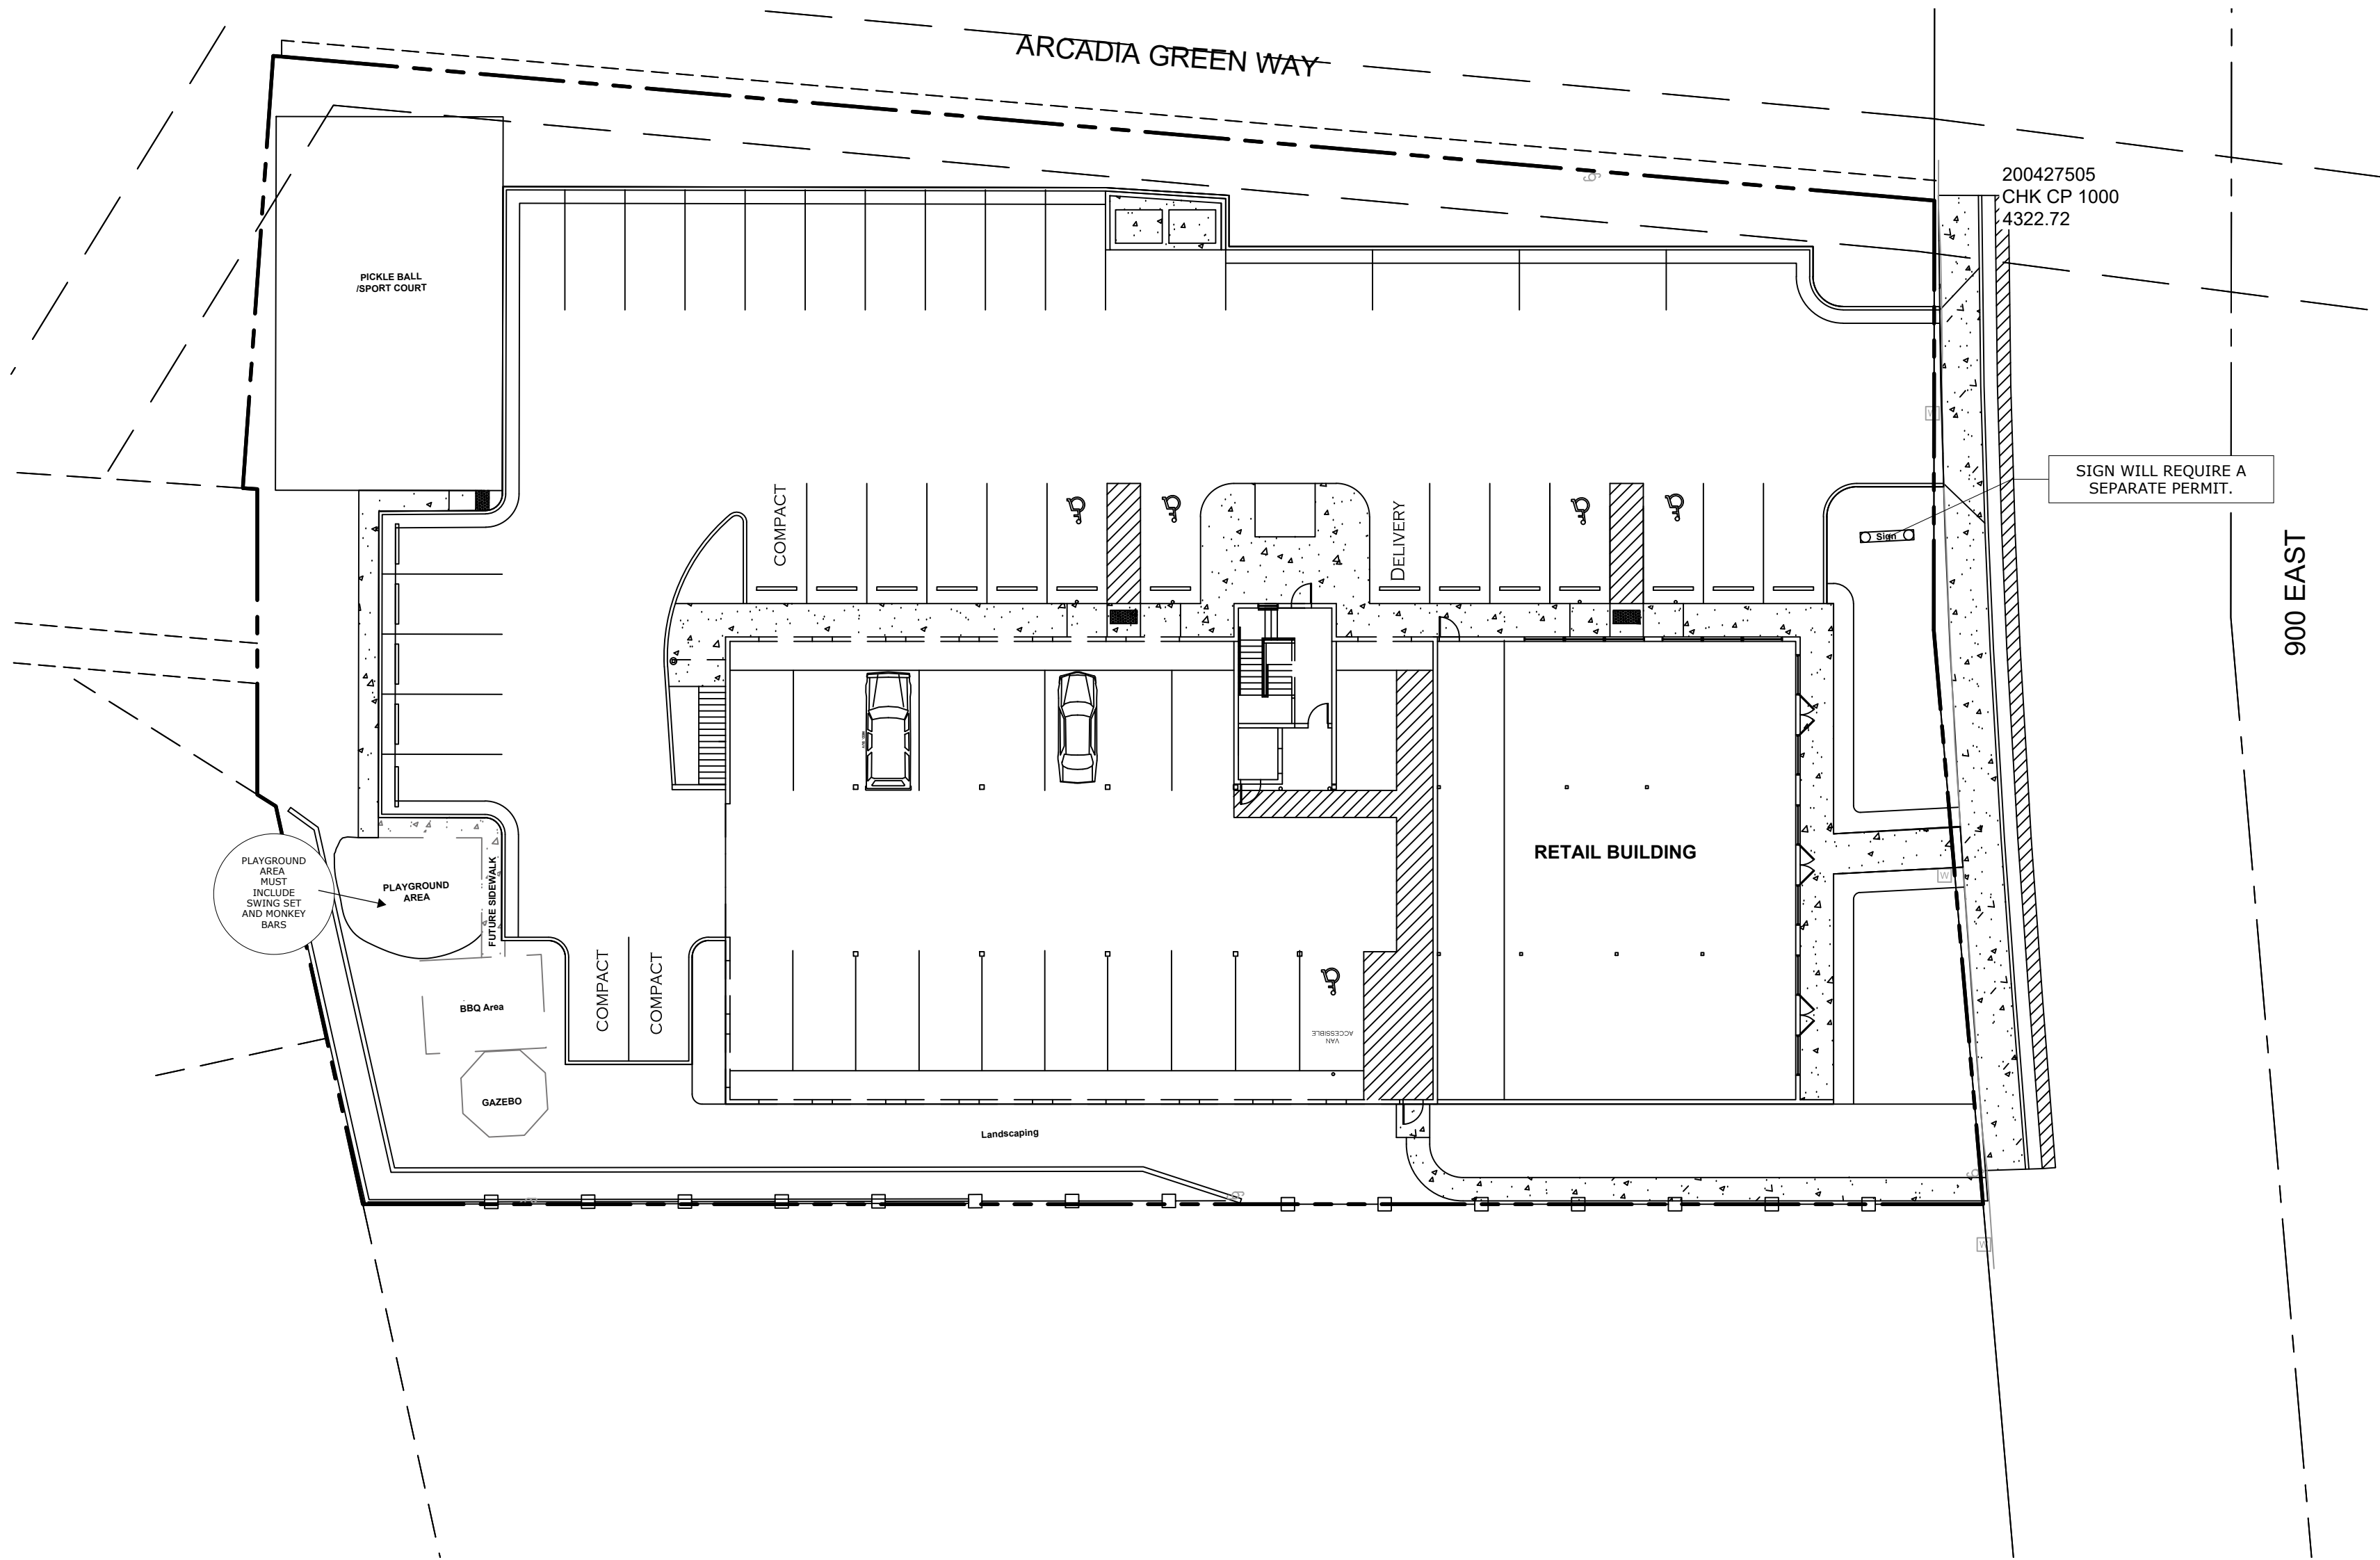 ARCADIA GREEN WAY
200427505
CHK CP 1000
4322.72
PICKLE BALL
/SPORT COURT
W
SIGN WILL REQUIRE A
SEPARATE PERMIT.
COMPACT
DELIVERY
Sign
900 EAST
RETAIL BUILDING
PLAYGROUND
AREA
MUST
INCLUDE
SWING SET
AND MONKEY
BARS
PLAYGROUND
AREA
FUTURE SIDEWALK
W
COMPACT
COMPACT
BBQ Area
VAN
ACCESSIBLE
GAZEBO
Landscaping
W